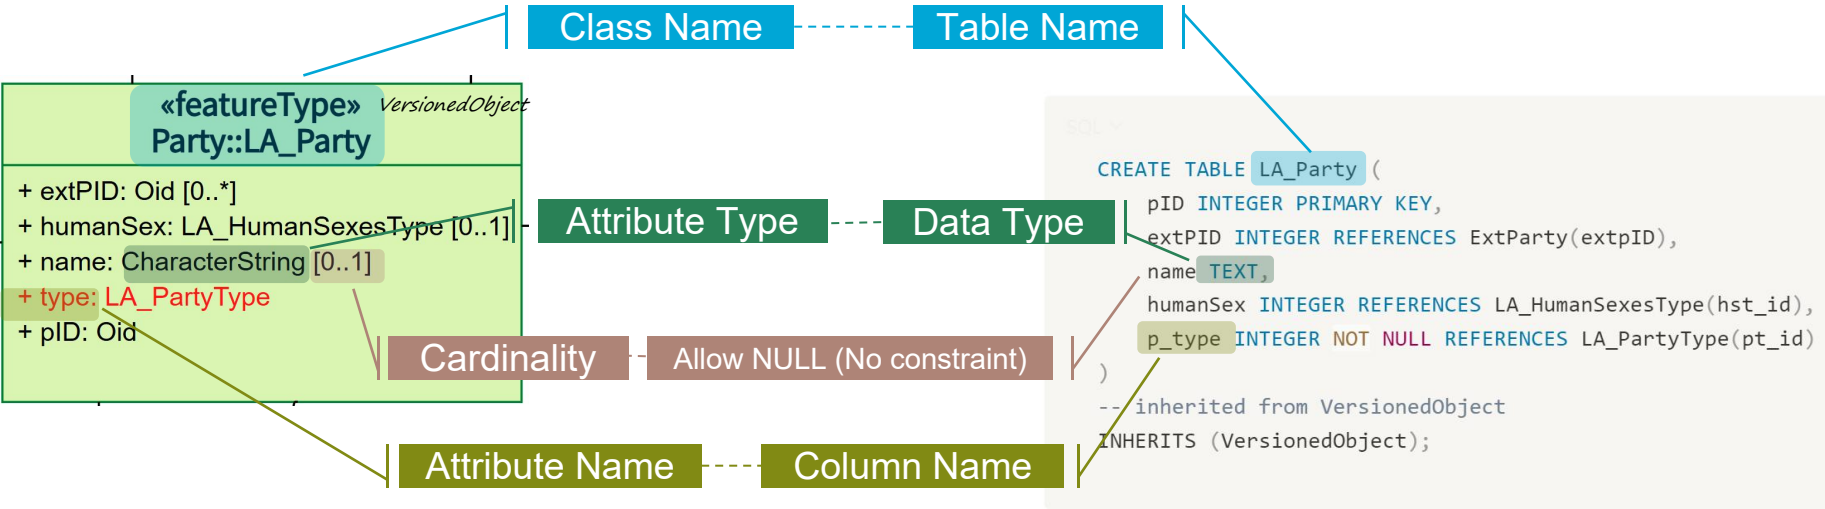 Class Name
Table Name
«featureType»
Party::LA_Party
VersionedObject
+ extPID: Oid [0..*]
+ humanSex: LA_HumanSexesType [0..1]
+ name: CharacterString [0..1]
+ type: LA_PartyType
+ pID: Oid
Attribute Type
Data Type
Cardinality
Allow NULL (No constraint)
Attribute Name
Column Name
SQL
CREATE TABLE LA_Party (
pID INTEGER PRIMARY KEY,
extPID INTEGER REFERENCES ExtParty(extpID),
name TEXT,
humanSex INTEGER REFERENCES LA_HumanSexesType(hst_id),
p_type INTEGER NOT NULL REFERENCES LA_PartyType(pt_id)
)
-- inherited from VersionedObject
INHERITS (VersionedObject);